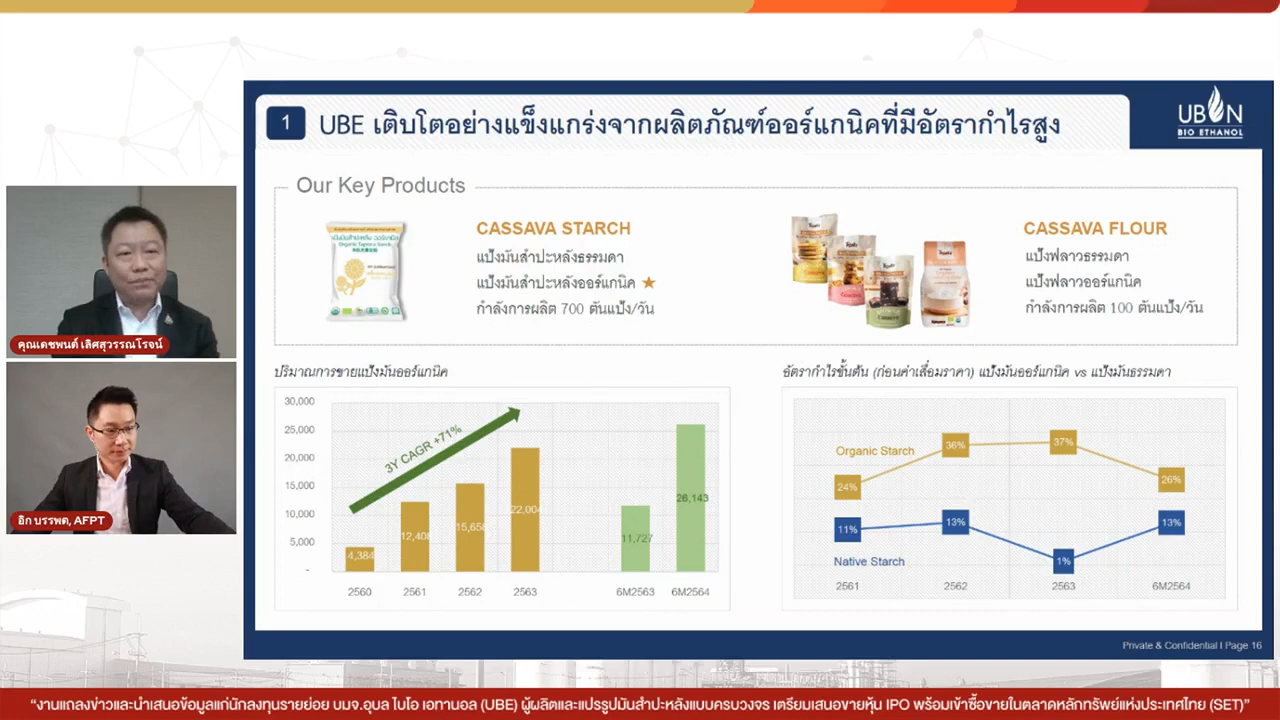 1
UBE เติบโตอย่างแข็งแกร่งจากผลิตภัณฑ์ออร์แกนิคที่มีอัตรากำไรสูง
UBON
BIO ETHANOL
Our Key Products
CASSAVA STARCH
แป้งมันสำปะหลังธรรมดา
แป้งมันสำปะหลังออร์แกนิค
กำลังการผลิต 700 ตันแป้ง/วัน
CASSAVA FLOUR
แป้งฟลาวธรรมดา
แป้งฟลาวออร์แกนิค
กำลังการผลิต 100 ตันแป้ง/วัน
Organic Tapioca Starch
คุณเดชพนต์ เลิศสุวรรณโรจน์
อิก บรรพต, AFPT
ปริมาณการขายแป้งมันออร์แกนิค
30,000
25,000
20,000
15,000
10,000
5,000
-
3Y CAGR +71%
4,384
12,408
15,658
22,004
11,727
26,143
2560
2561
2562
2563
6M2563
6M2564
อัตรากำไรขั้นต้น (ก่อนค่าเสื่อมราคา) แป้งมันออร์แกนิค vs แป้งมันธรรมดา
Organic Starch
24%
36%
37%
26%
11%
13%
1%
13%
Native Starch
2561
2562
2563
6M2564
Private & Confidential I Page 16
“งานแถลงข่าวและนำเสนอข้อมูลแก่นักลงทุนรายย่อย บมจ.อุบล ไบโอ เอทานอล (UBE) ผู้ผลิตและแปรรูปมันสำปะหลังแบบครบวงจร เตรียมเสนอขายหุ้น IPO พร้อมเข้าซื้อขายในตลาดหลักทรัพย์แห่งประเทศไทย (SET)”